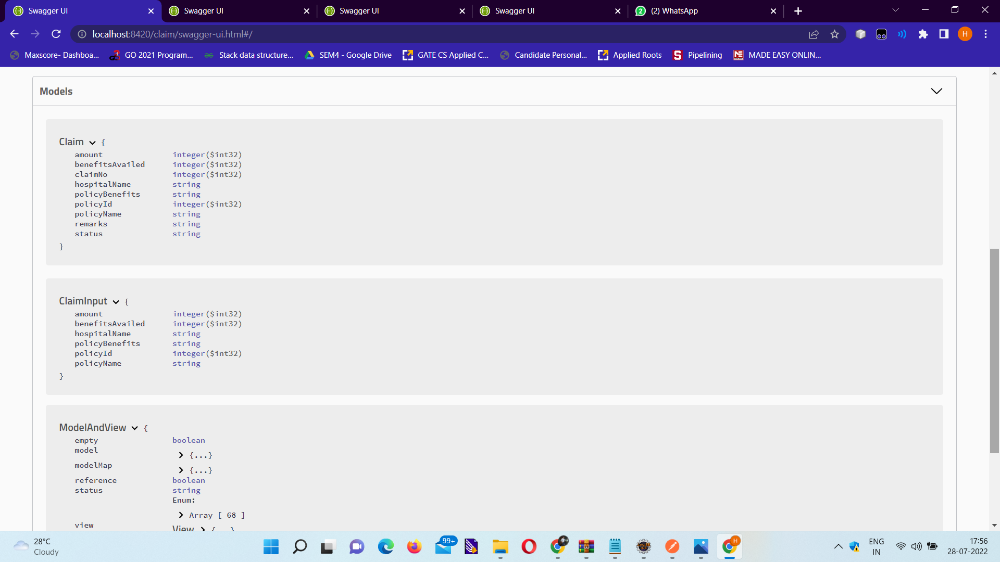 Swagger UI
Swagger UI
Swagger UI
Swagger UI
2 (2) WhatsApp
localhost:8420/claim/swagger-ui.html#/
H
Maxscore- Dashboa...
GO 2021 Program...
Stack data structure...
SEM4 - Google Drive
GATE CS Applied C...
Candidate Personal...
Applied Roots
Pipelining
MADE EASY ONLIN...
Models
Claim {
amount integer($int32)
benefitsAvailed integer($int32)
claimNo integer($int32)
hospitalName string
policyBenefits string
policyId integer($int32)
policyName string
remarks string
status string
}
ClaimInput {
amount integer($int32)
benefitsAvailed integer($int32)
hospitalName string
policyBenefits string
policyId integer($int32)
policyName string
}
ModelAndView {
empty boolean
model
{...}
modelMap
{...}
reference boolean
status string
Enum:
Array [ 68 ]
view
View {...}
28°C
Cloudy
99+
H
ENG
IN
17:56
28-07-2022